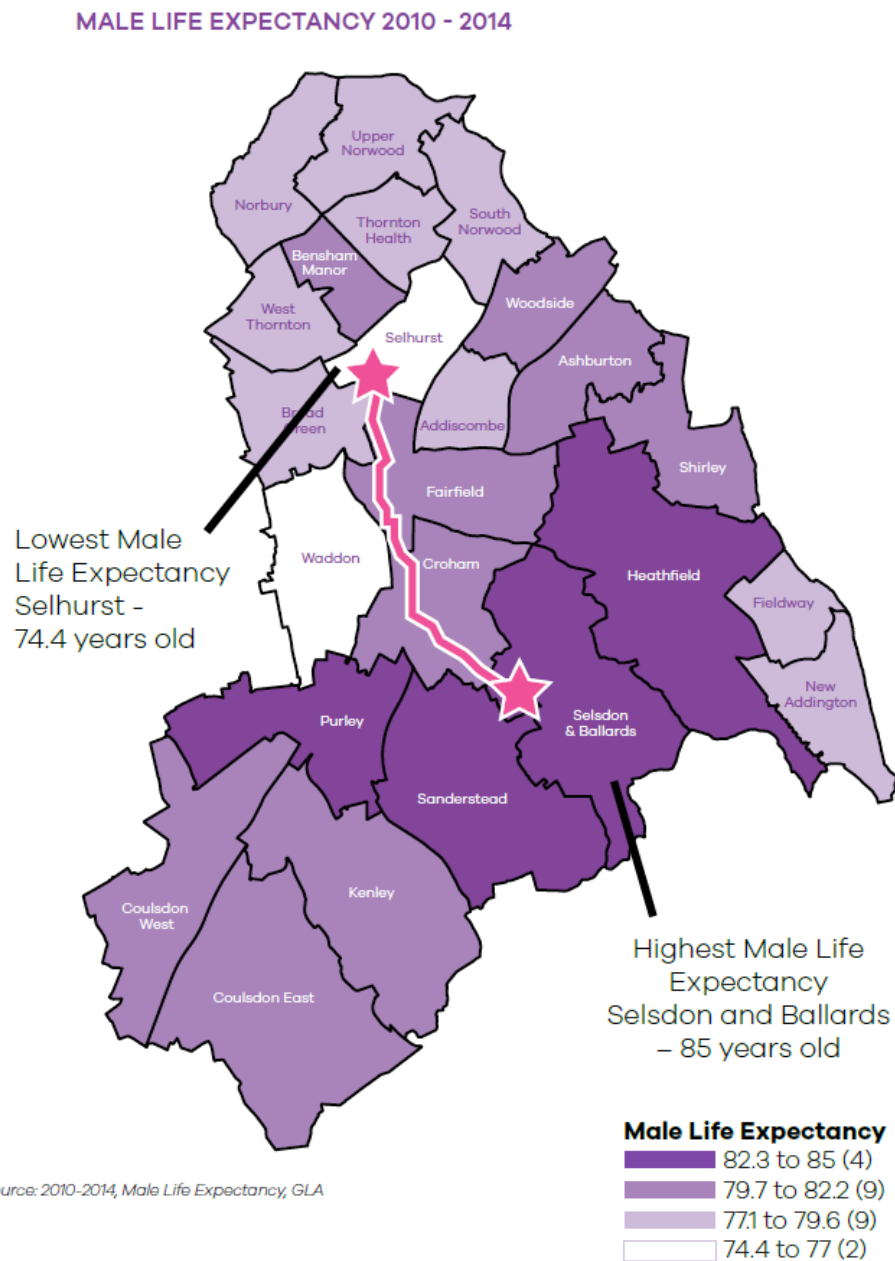 MALE LIFE EXPECTANCY 2010 - 2014
Upper
Norwood
Norbury
Thornton
Health
South
Norwood
Bensham
Manor
Woodside
West
Thornton
Selhurst
Ashburton
Broad
Green
Addiscombe
Shirley
Fairfield
Lowest Male
Life Expectancy
Selhurst -
74.4 years old
Waddon
Croham
Heathfield
Fieldway
New
Addington
Purley
Selsdon
& Ballards
Sanderstead
Kenley
Coulsdon
West
Coulsdon East
Highest Male Life
Expectancy
Selsdon and Ballards
– 85 years old
Male Life Expectancy
82.3 to 85 (4)
79.7 to 82.2 (9)
77.1 to 79.6 (9)
74.4 to 77 (2)
urce: 2010-2014, Male Life Expectancy, GLA